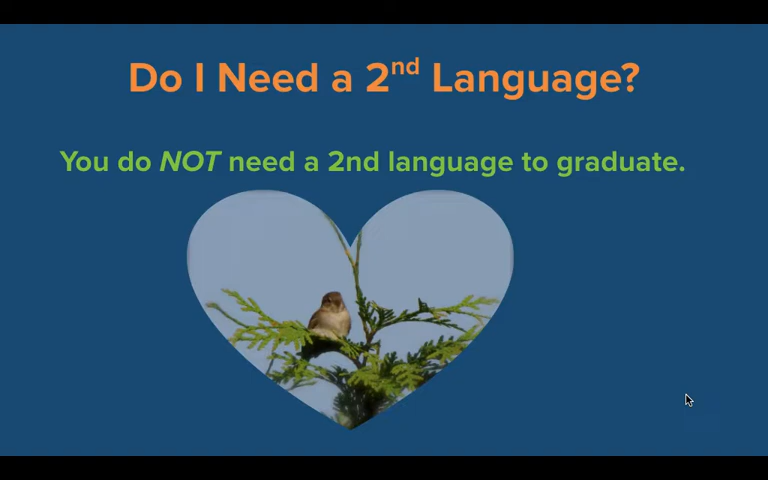 Do I Need a 2nd Language?
You do NOT need a 2nd language to graduate.